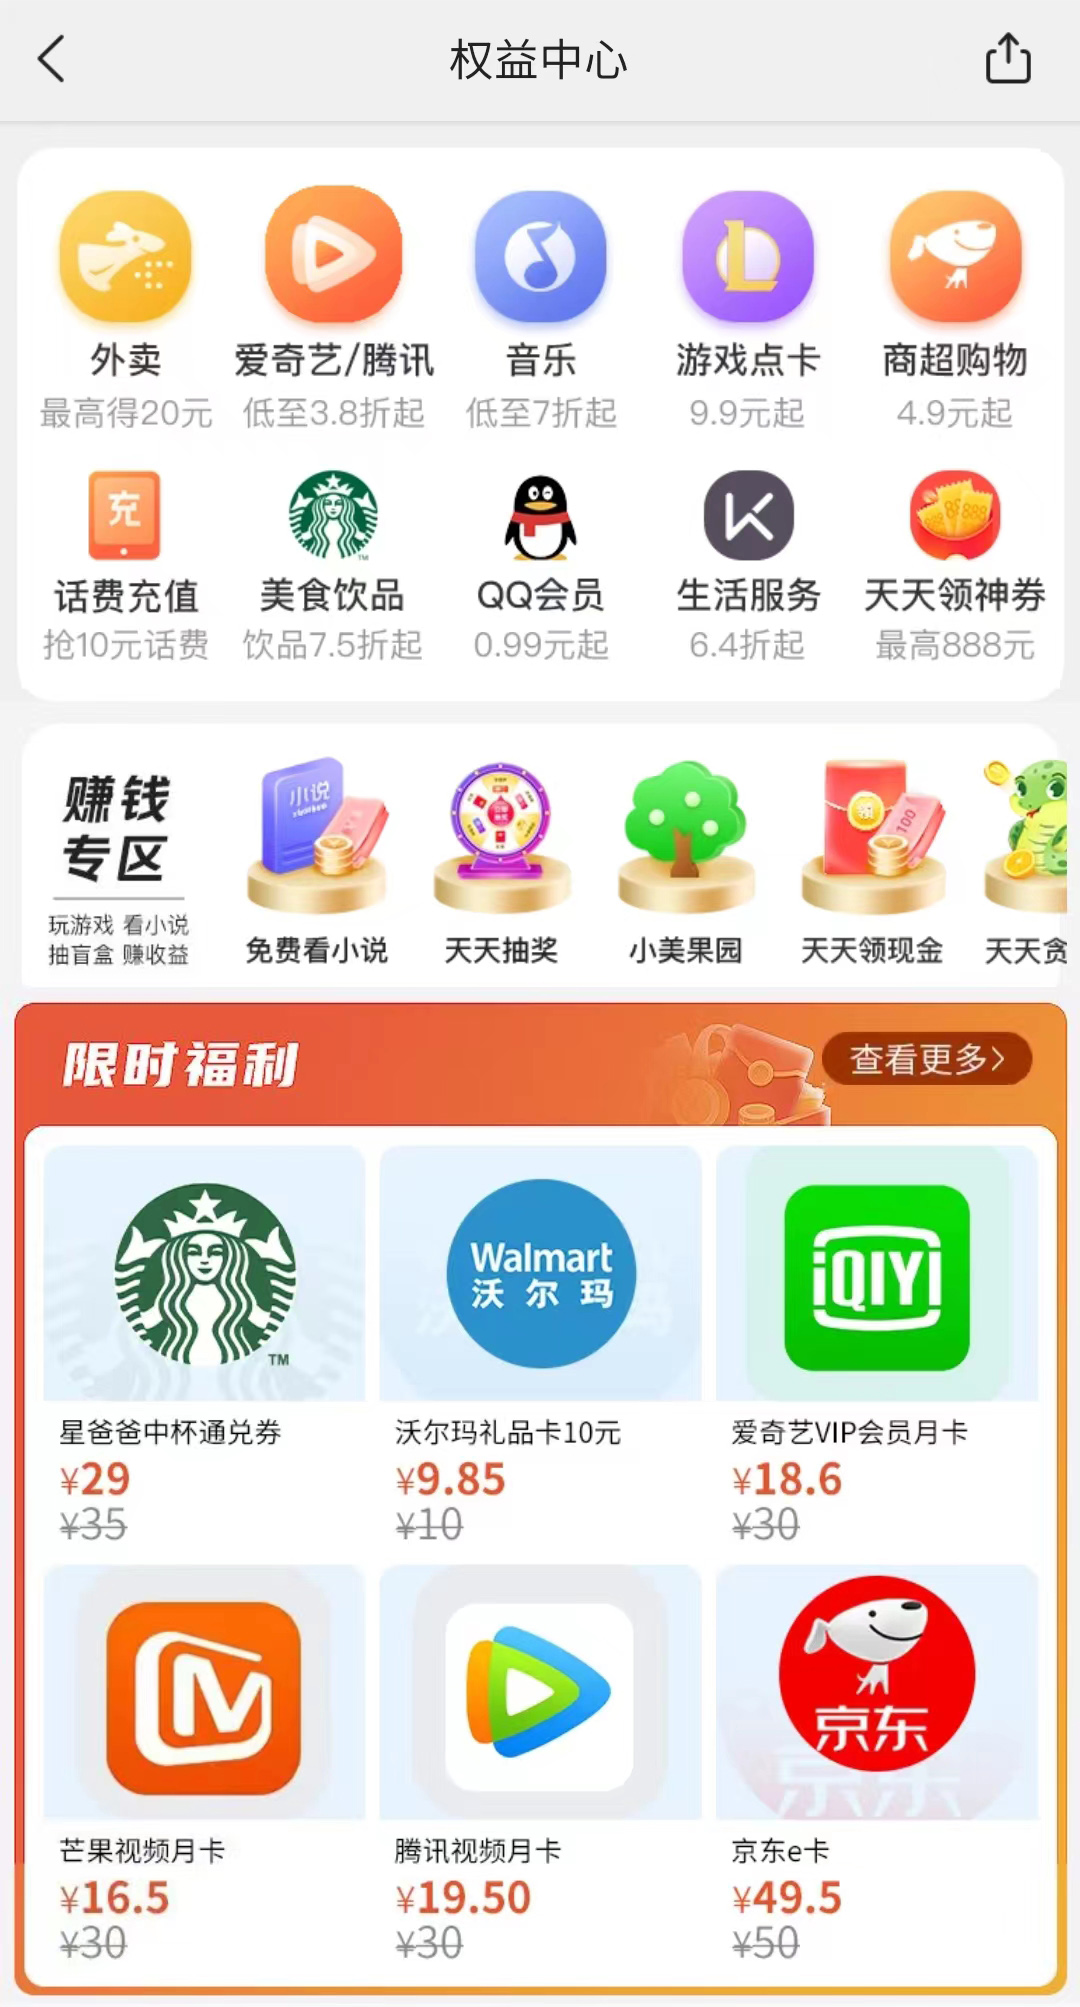 权益中心
外卖
爱奇艺/腾讯
音乐
游戏点卡
商超购物
最高得20元
低至3.8折起
低至7折起
9.9元起
4.9元起
充
TM
话费充值
美食饮品
QQ会员
生活服务
天天领神券
抢10元话费
饮品7.5折起
0.99元起
6.4折起
最高888元
赚钱
专区
玩游戏 看小说
抽盲盒 赚收益
小说
领
100
免费看小说
天天抽奖
小美果园
天天领现金
天天贪
限时福利
查看更多>
TM
Walmart
沃尔玛
iQIYI
星爸爸中杯通兑券
沃尔玛礼品卡10元
爱奇艺VIP会员月卡
¥29
¥9.85
¥18.6
¥35
¥10
¥30
京东
芒果视频月卡
腾讯视频月卡
京东e卡
¥16.5
¥19.50
¥49.5
¥30
¥30
¥50